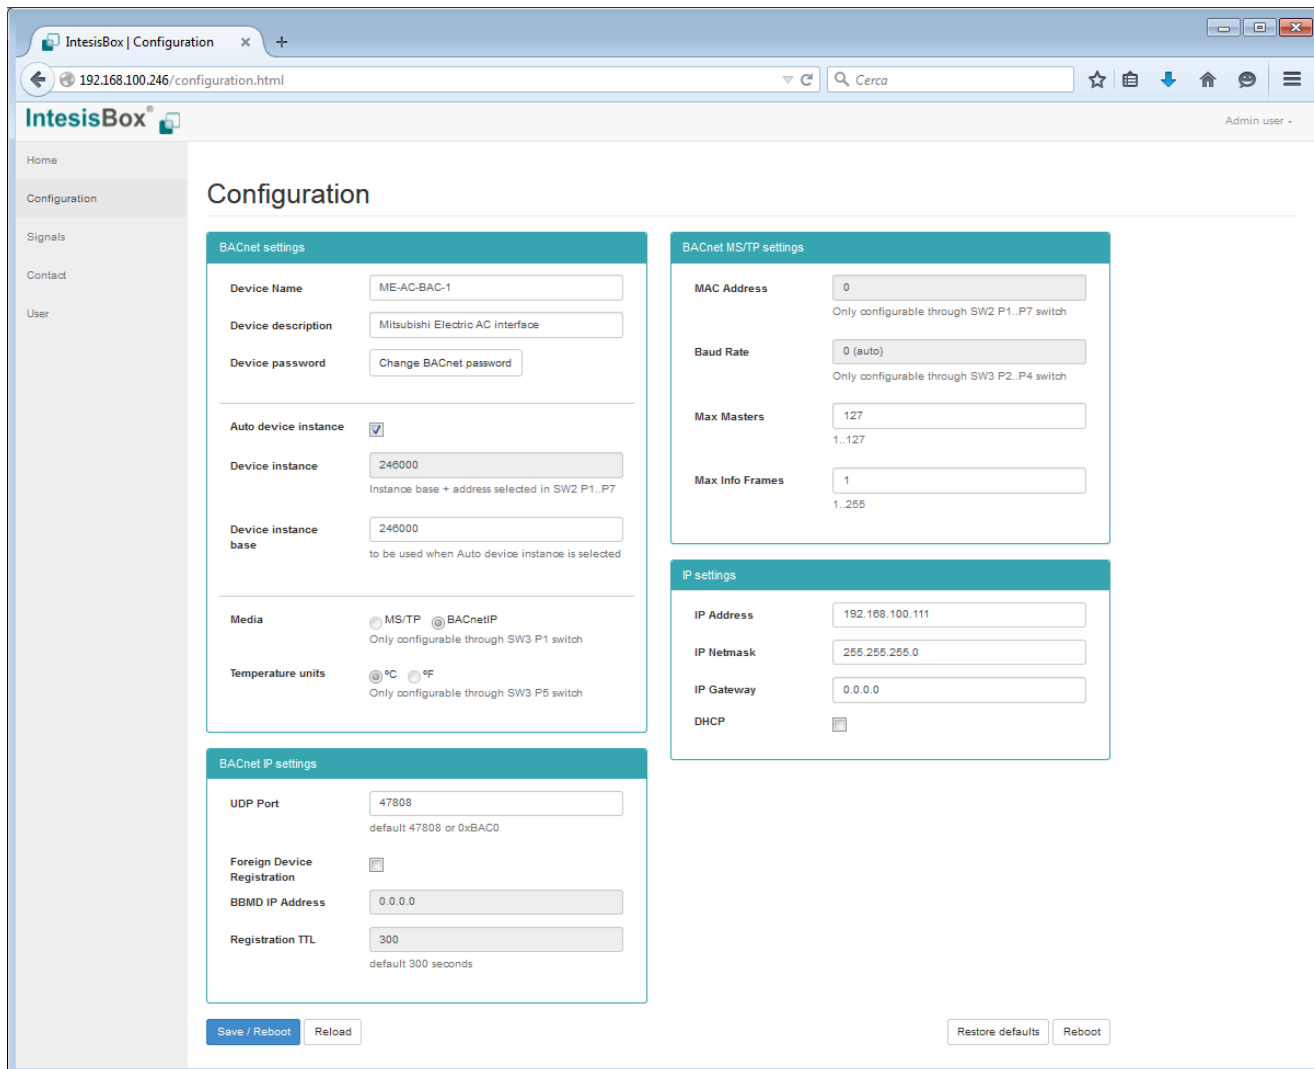 IntesisBox | Configuration
192.168.100.246/configuration.html
Cerca
IntesisBox®
Admin user
Home
Configuration
Signals
Contact
User
Configuration
BACnet settings
Device Name
ME-AC-BAC-1
Device description
Mitsubishi Electric AC interface
Device password
Change BACnet password
Auto device instance
Device instance
246000
Instance base + address selected in SW2 P1..P7
Device instance
base
246000
to be used when Auto device instance is selected
Media
MS/TP
BACnetIP
Only configurable through SW3 P1 switch
Temperature units
ºC
ºF
Only configurable through SW3 P5 switch
BACnet IP settings
UDP Port
47808
default 47808 or 0xBAC0
Foreign Device
Registration
BBMD IP Address
0.0.0.0
Registration TTL
300
default 300 seconds
BACnet MS/TP settings
MAC Address
0
Only configurable through SW2 P1..P7 switch
Baud Rate
0 (auto)
Only configurable through SW3 P2..P4 switch
Max Masters
127
1..127
Max Info Frames
1
1..255
IP settings
IP Address
192.168.100.111
IP Netmask
255.255.255.0
IP Gateway
0.0.0.0
DHCP
Save / Reboot
Reload
Restore defaults
Reboot